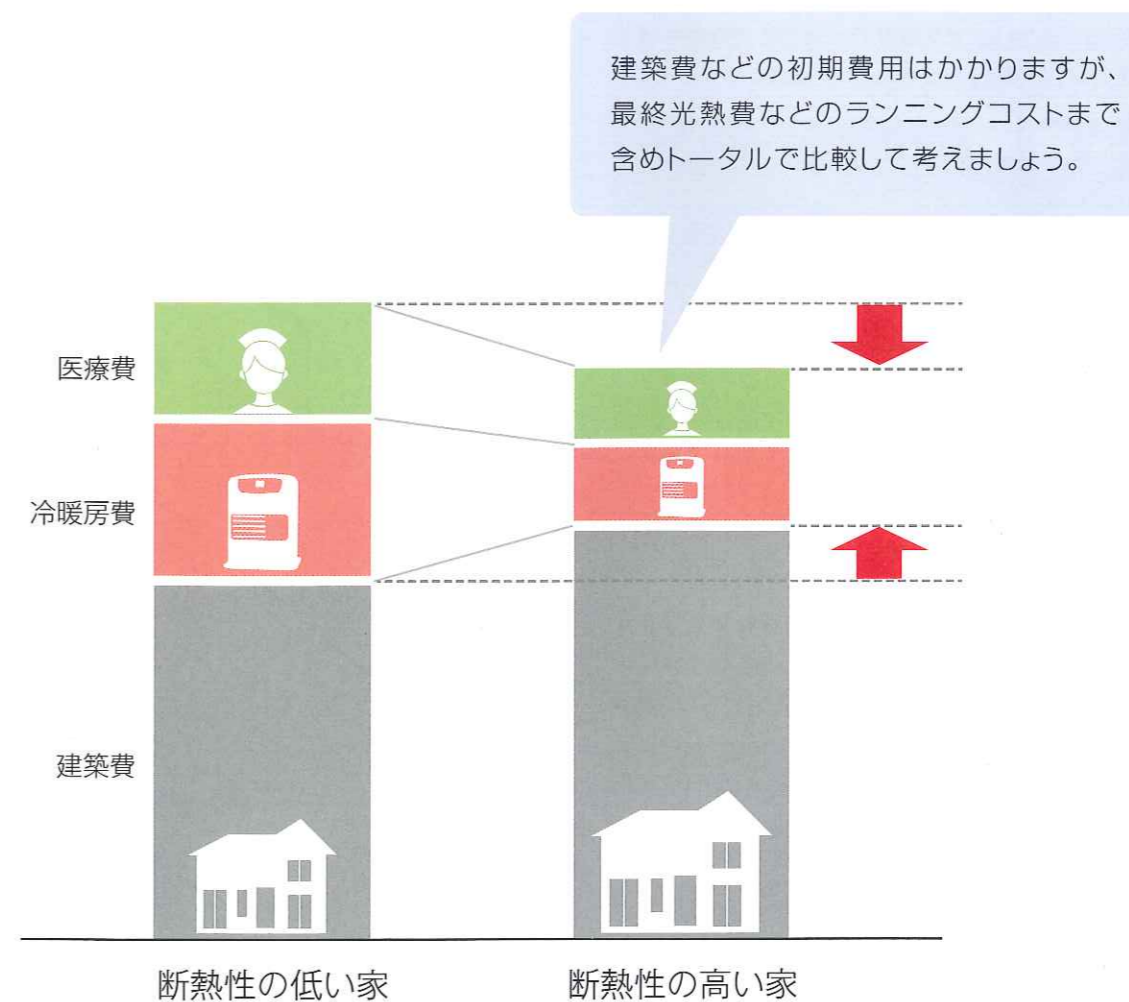 建築費などの初期費用はかかりますが、
最終光熱費などのランニングコストまで
含めトータルで比較して考えましょう。
医療費
冷暖房費
建築費
断熱性の低い家
断熱性の高い家